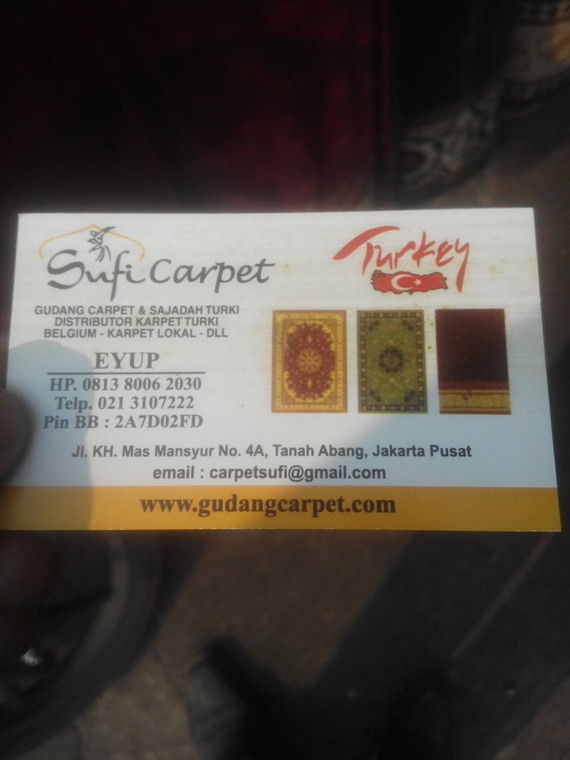 Sufi Carpet
Turkey
GUDANG CARPET & SAJADAH TURKI
DISTRIBUTOR KARPET TURKI
BELGIUM - KARPET LOKAL - DLL
EYUP
HP. 0813 8006 2030
Telp. 021 3107222
Pin BB : 2A7D02FD
Jl. KH. Mas Mansyur No. 4A, Tanah Abang, Jakarta Pusat
email : carpetsufi@gmail.com
www.gudangcarpet.com